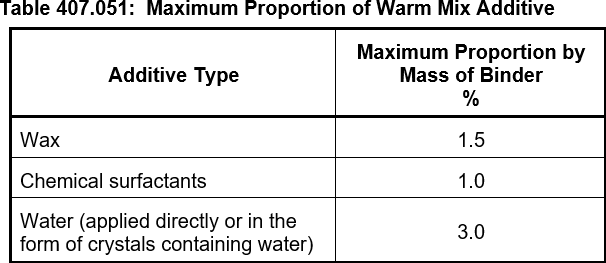 Table 407.051: Maximum Proportion of Warm Mix Additive
Additive Type
Maximum Proportion by
Mass of Binder
%
Wax
1.5
Chemical surfactants
1.0
Water (applied directly or in the
form of crystals containing water)
3.0